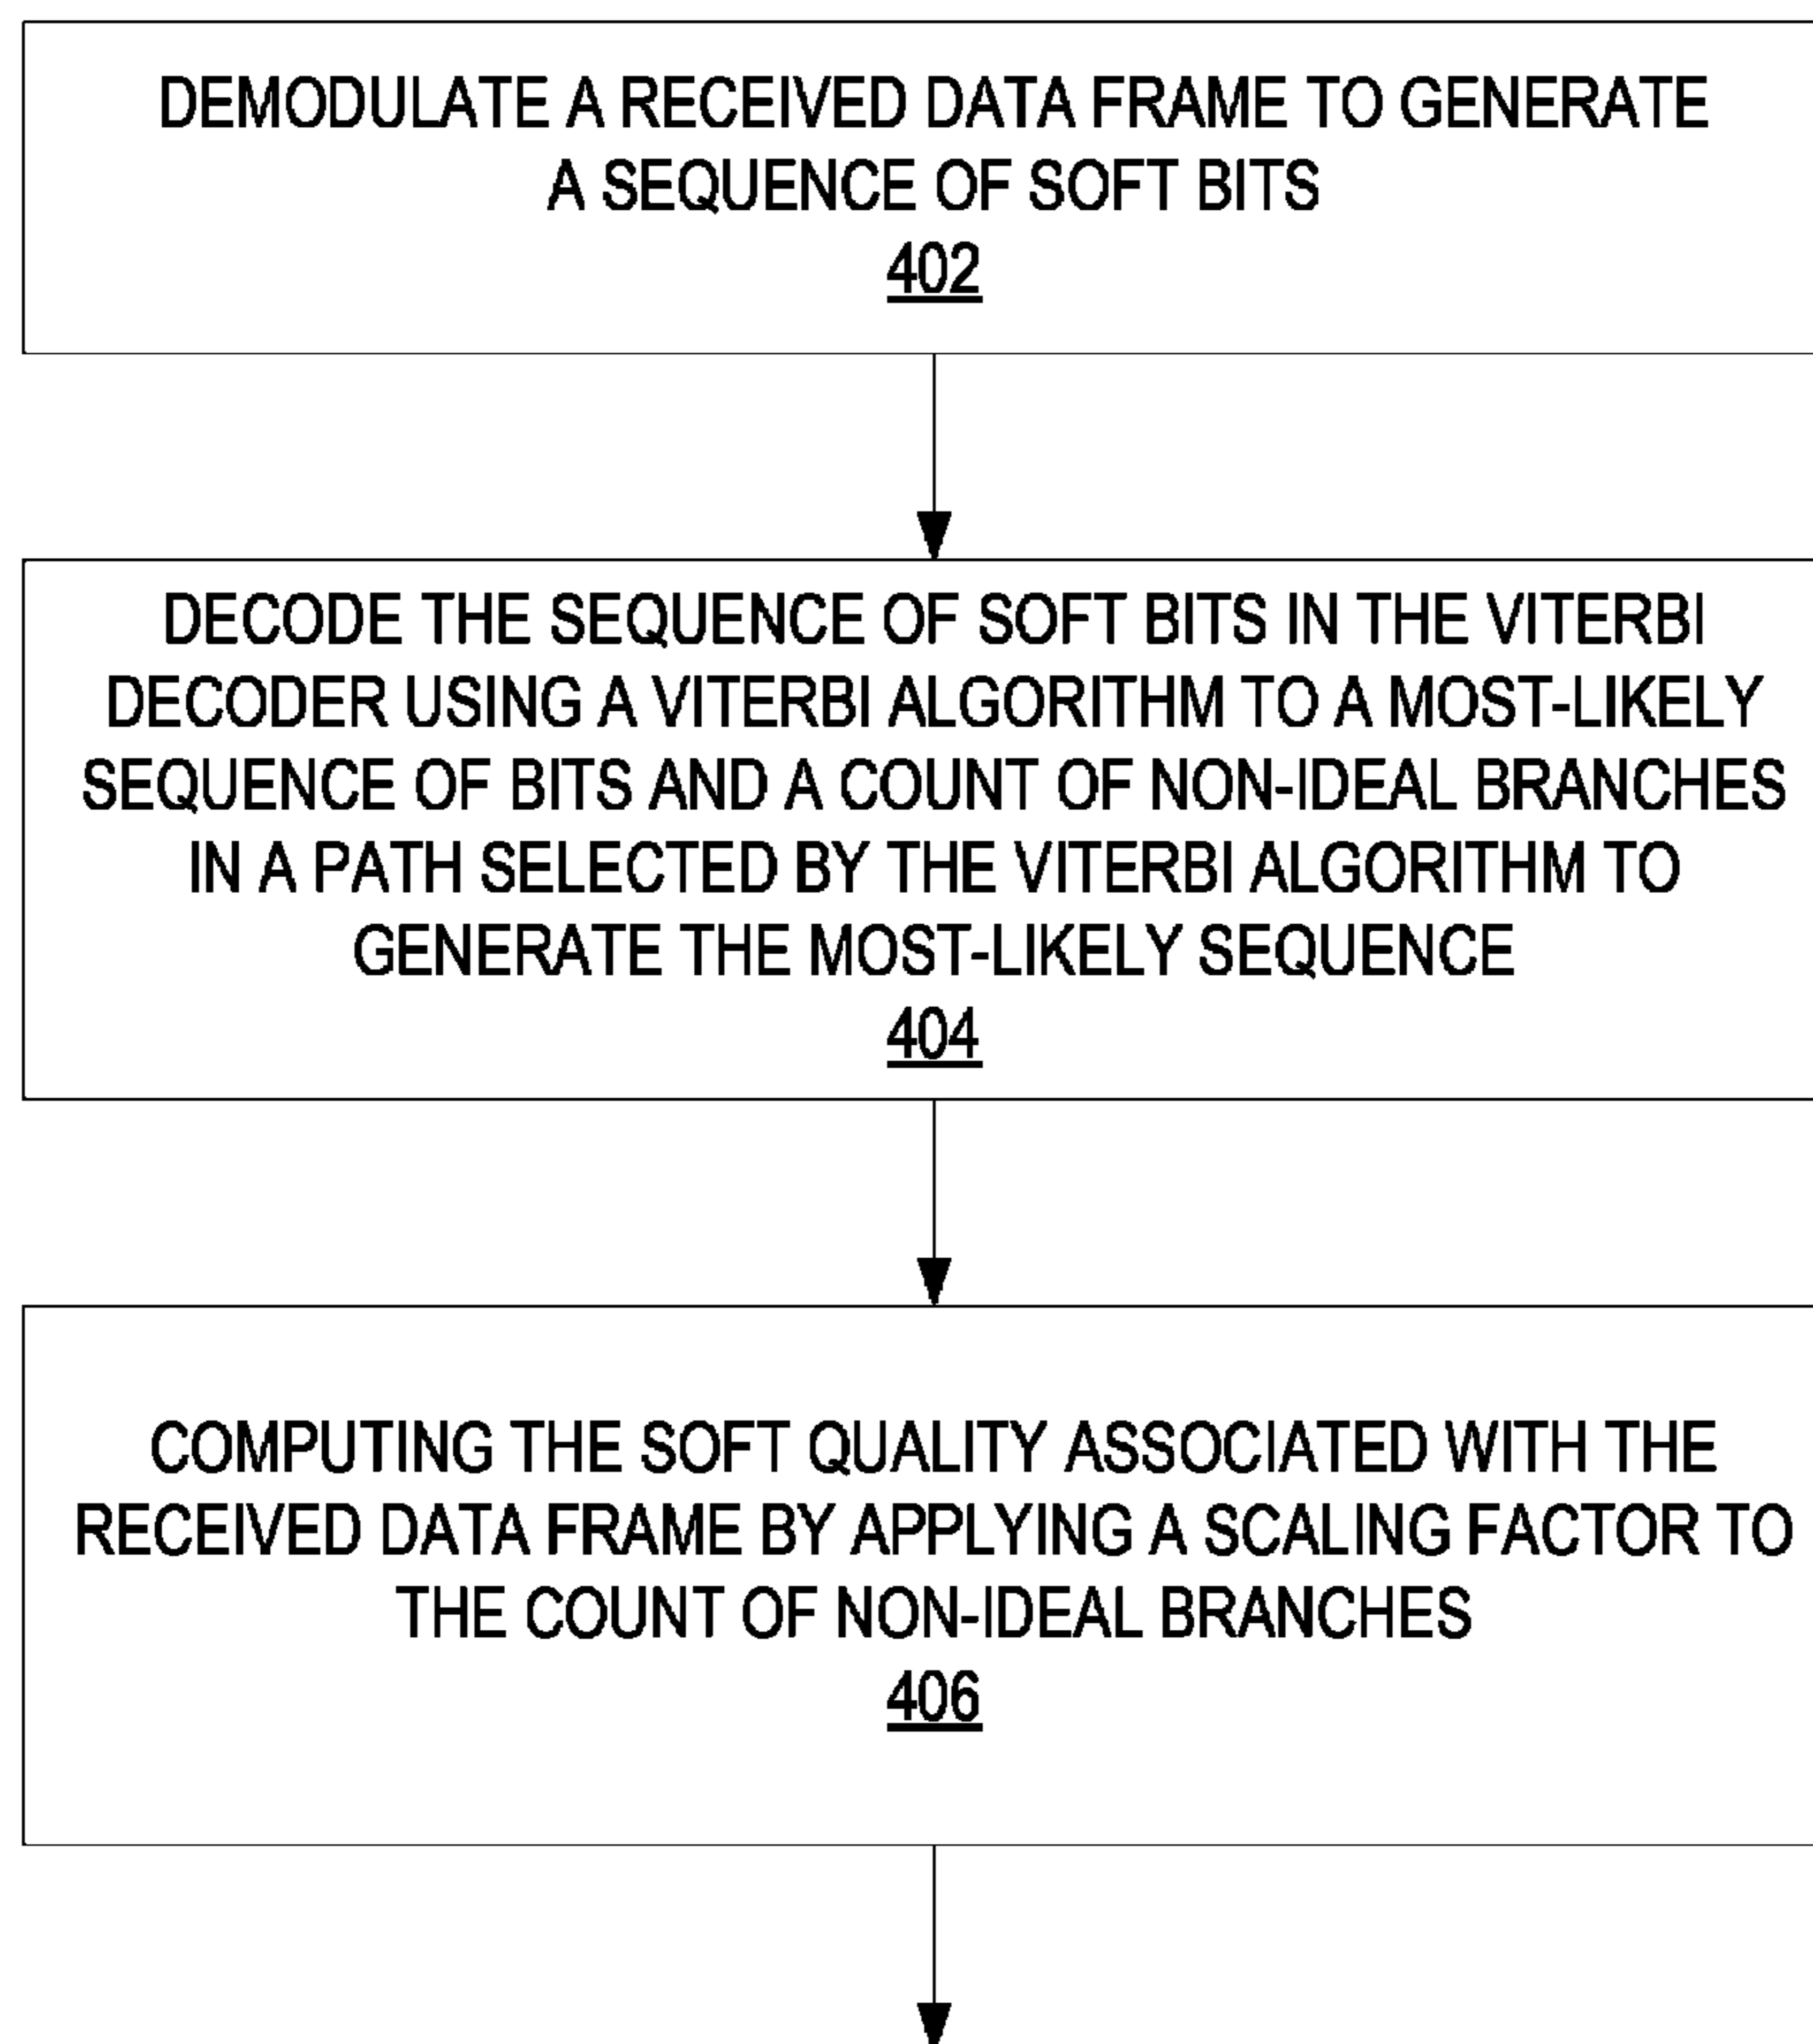 DEMODULATE A RECEIVED DATA FRAME TO GENERATE
A SEQUENCE OF SOFT BITS
402
DECODE THE SEQUENCE OF SOFT BITS IN THE VITERBI
DECODER USING A VITERBI ALGORITHM TO A MOST-LIKELY
SEQUENCE OF BITS AND A COUNT OF NON-IDEAL BRANCHES
IN A PATH SELECTED BY THE VITERBI ALGORITHM TO
GENERATE THE MOST-LIKELY SEQUENCE
404
COMPUTING THE SOFT QUALITY ASSOCIATED WITH THE
RECEIVED DATA FRAME BY APPLYING A SCALING FACTOR TO
THE COUNT OF NON-IDEAL BRANCHES
406